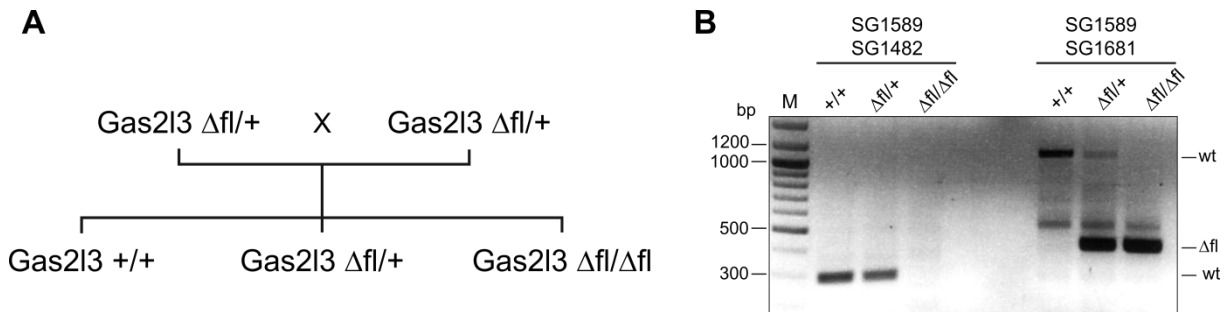 A
Gas2l3 Δfl/+ X Gas2l3 Δfl/+
Gas2l3 +/+ Gas2l3 Δfl/+ Gas2l3 Δfl/Δfl
B
SG1589 SG1589
SG1482 SG1681
bp M +/+ Δfl/+ Δfl/Δfl +/+ Δfl/+ Δfl/Δfl
1200
1000 wt
500
Δfl
300 wt